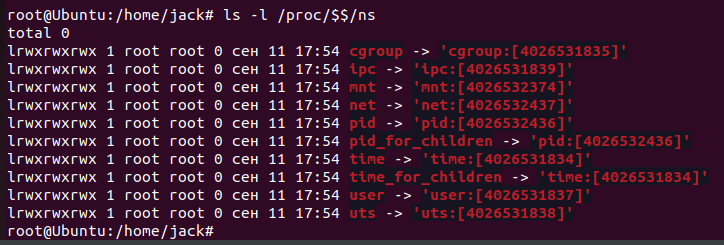 root@Ubuntu:/home/jack# ls -l /proc/$$/ns
total 0
lrwxrwxrwx 1 root root 0 сен 11 17:54 cgroup -> 'cgroup:[4026531835]'
lrwxrwxrwx 1 root root 0 сен 11 17:54 ipc -> 'ipc:[4026531839]'
lrwxrwxrwx 1 root root 0 сен 11 17:54 mnt -> 'mnt:[4026532374]'
lrwxrwxrwx 1 root root 0 сен 11 17:54 net -> 'net:[4026532437]'
lrwxrwxrwx 1 root root 0 сен 11 17:54 pid -> 'pid:[4026532436]'
lrwxrwxrwx 1 root root 0 сен 11 17:54 pid_for_children -> 'pid:[4026532436]'
lrwxrwxrwx 1 root root 0 сен 11 17:54 time -> 'time:[4026531834]'
lrwxrwxrwx 1 root root 0 сен 11 17:54 time_for_children -> 'time:[4026531834]'
lrwxrwxrwx 1 root root 0 сен 11 17:54 user -> 'user:[4026531837]'
lrwxrwxrwx 1 root root 0 сен 11 17:54 uts -> 'uts:[4026531838]'
root@Ubuntu:/home/jack#